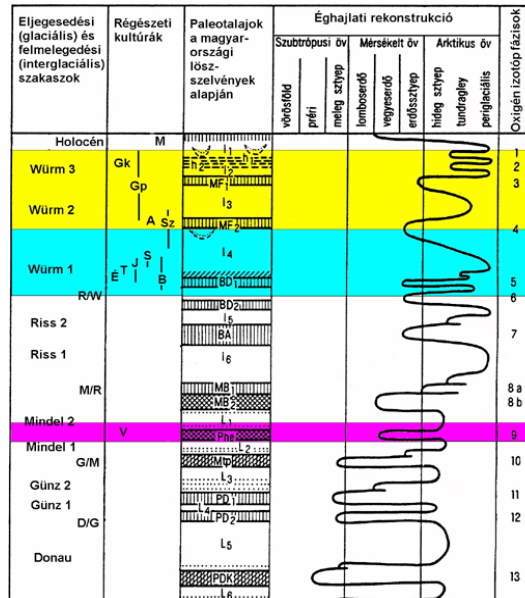 Eljegesedési
(glaciális) és
felmelegedési
(interglaciális)
szakaszok
Régészeti
kultúrák
Paleotalajok
a magyar-
országi
lösz-
szelvények
alapján
Éghajlati rekonstrukció
Szubtrópusi öv
Mérsékelt öv
Arktikus öv
vörösföld
préri
meleg sztyep
lomboserdő
vegyeserdő
erdőssztyep
hideg sztyep
tundragley
periglaciális
Oxigén izotóp fázisok
Holocén
M
l1
1
Würm 3
Gk
h2
h1
l2
2
Gp
MF1
3
Würm 2
l3
A
Sz
MF2
4
Würm 1
l4
É
T
J
S
B
BD1
5
R/W
6
BD2
Riss 2
l5
BA
7
Riss 1
l6
M/R
MB1
8 a
MB2
8 b
Mindel 2
L1
V
Phe
9
Mindel 1
L2
G/M
Mtp
10
L3
Günz 2
PD1
11
Günz 1
L4
D/G
PD2
12
L5
Donau
PDK
13
L6